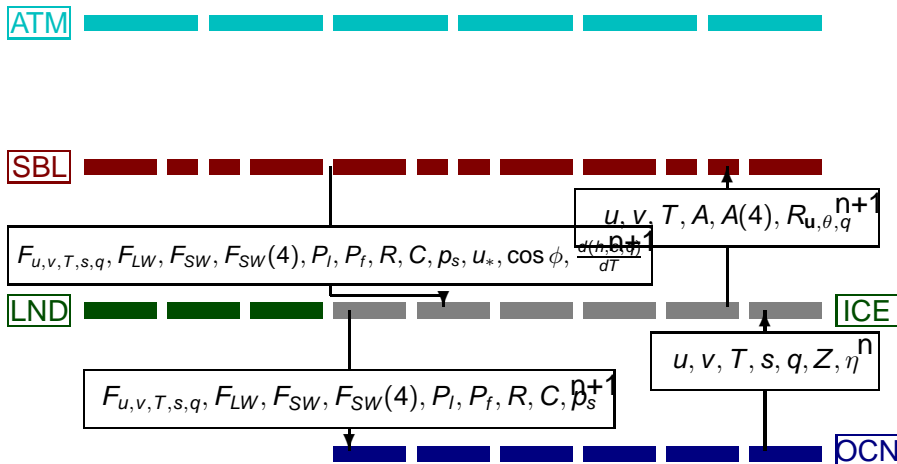 ATM
SBL
u, v, T, A, A(4), R_{u,θ,q}^{n+1}
F_{u,v,T,s,q}, F_{LW}, F_{SW}, F_{SW}(4), P_l, P_f, R, C, p_s, u_*, cos ϕ, \frac{d(h,e,q)}{dT}^{n+1}
LND
ICE
u, v, T, s, q, Z, η^n
F_{u,v,T,s,q}, F_{LW}, F_{SW}, F_{SW}(4), P_l, P_f, R, C, p_s^{n+1}
OCN